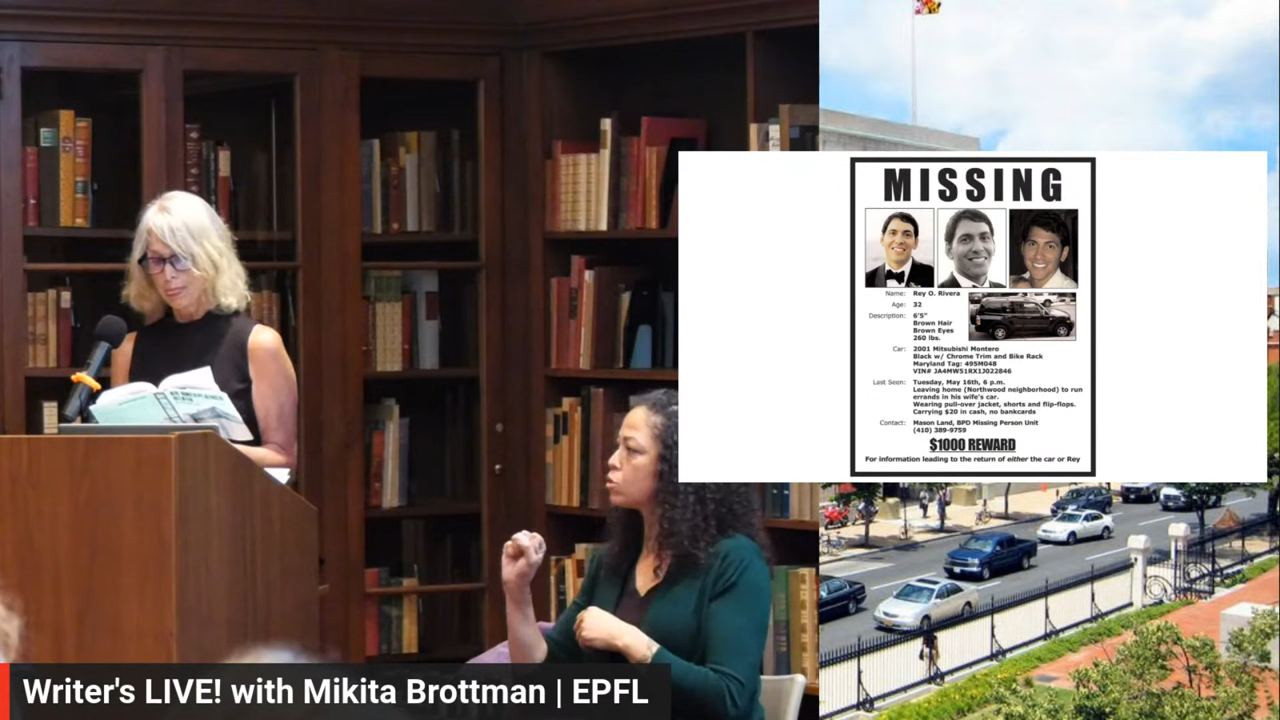 MISSING
Name: Rey O. Rivera
Age: 32
Description: 6'5"
Brown Hair
Brown Eyes
260 lbs.
Car: 2001 Mitsubishi Montero
Black w/ Chrome Trim and Bike Rack
Maryland Tag: 495M048
VIN# JA4MW51RX1J022846
Last Seen: Tuesday, May 16th, 6 p.m.
Leaving home (Northwood neighborhood) to run
errands in his wife's car.
Wearing pull-over jacket, shorts and flip-flops.
Carrying $20 in cash, no bankcards
Contact: Mason Land, BPD Missing Person Unit
(410) 389-9759
$1000 REWARD
For information leading to the return of either the car or Rey
Writer's LIVE! with Mikita Brottman | EPFL